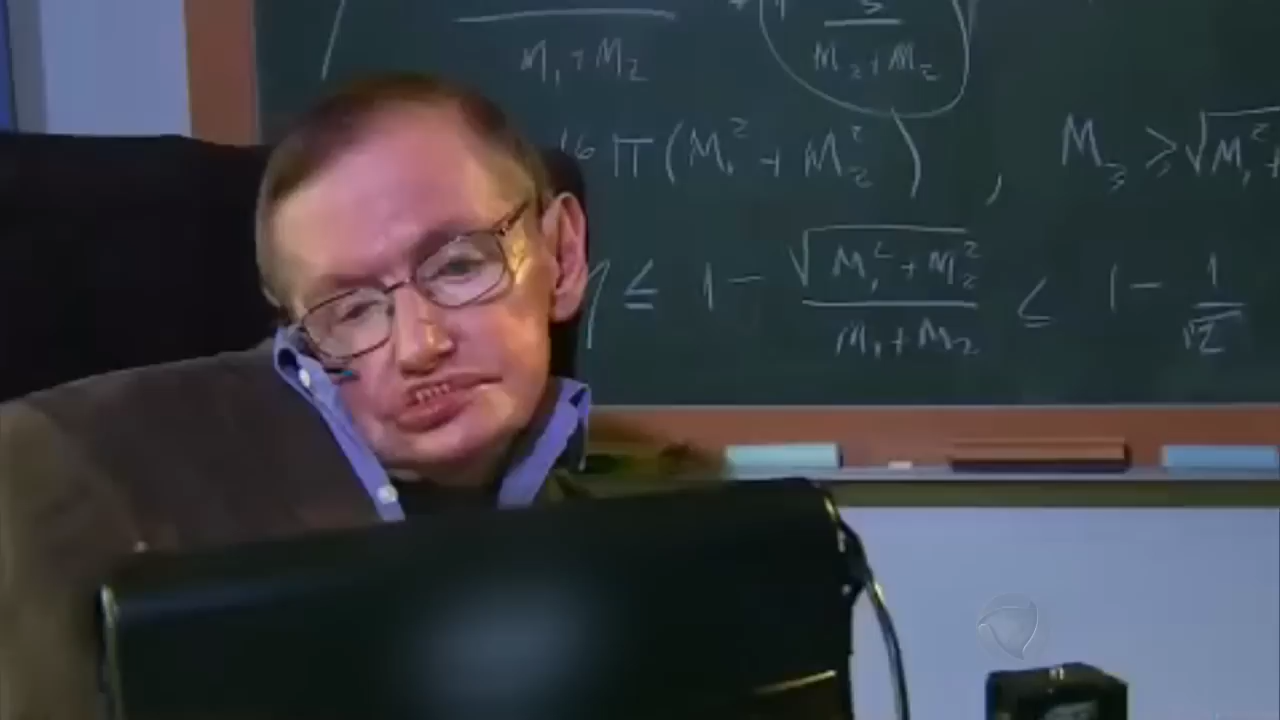 M₁ + M₂
M₂ + M₂
16 π (M₁² + M₂²) , M₃ ≥ √M₁² +
η ≤ 1 − √M₁² + M₂² / M₁ + M₂ ≤ 1 − 1/√2